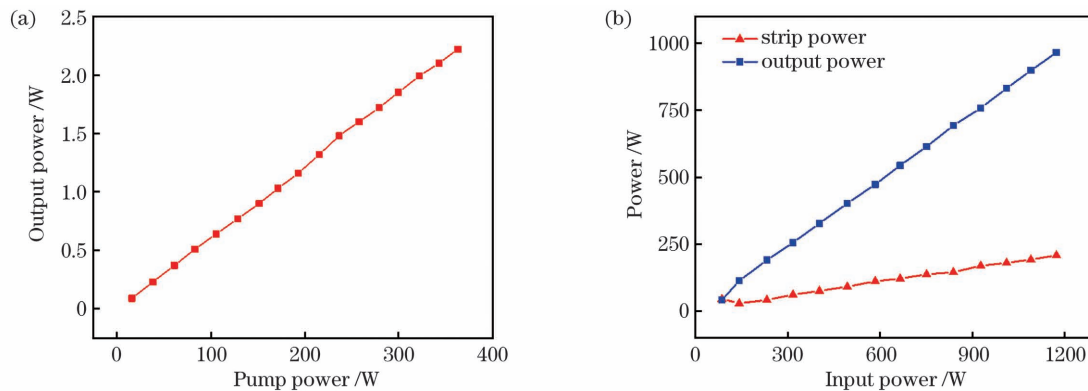 (a)
2.5
2.0
1.5
1.0
0.5
0
Output power /W
0 100 200 300 400
Pump power /W
(b)
strip power
output power
1000
750
500
250
0
Power /W
0 300 600 900 1200
Input power /W